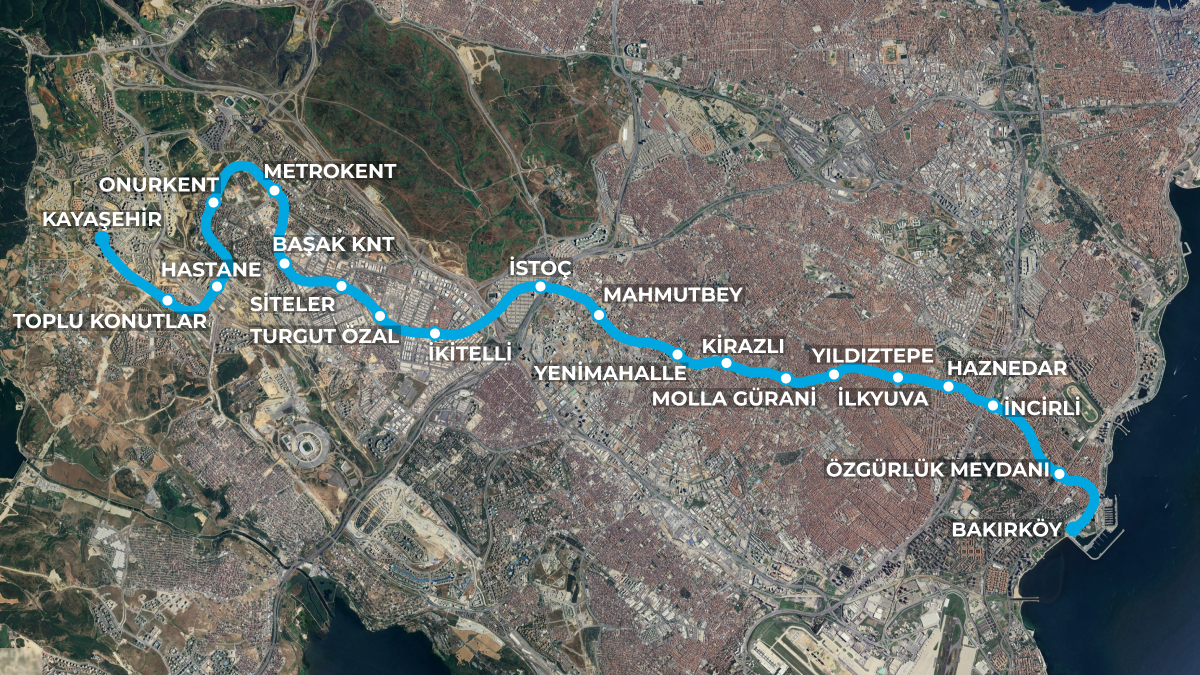 METROKENT
ONURKENT
KAYAŞEHİR
BAŞAK KNT
HASTANE
İSTOÇ
MAHMUTBEY
SİTELER
TOPLU KONUTLAR
TURGUT ÖZAL
KİRAZLI
İKİTELLİ
YILDIZTEPE
HAZNEDAR
YENİMAHALLE
MOLLA GÜRANİ
İLKYUVA
İNCİRLİ
ÖZGÜRLÜK MEYDANI
BAKIRKÖY